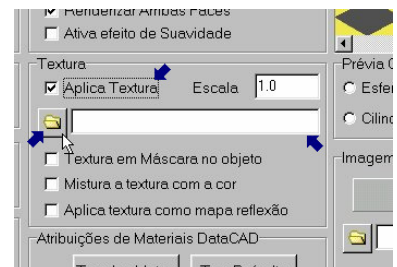 Renderizar Ambas Faces
Ativa efeito de Suavidade
Textura
Prévia
Aplica Textura Escala 1.0
Esfer
Cilin
Textura em Máscara no objeto
Imagem
Mistura a textura com a cor
Aplica textura como mapa reflexão
Atribuições de Materiais DataCAD